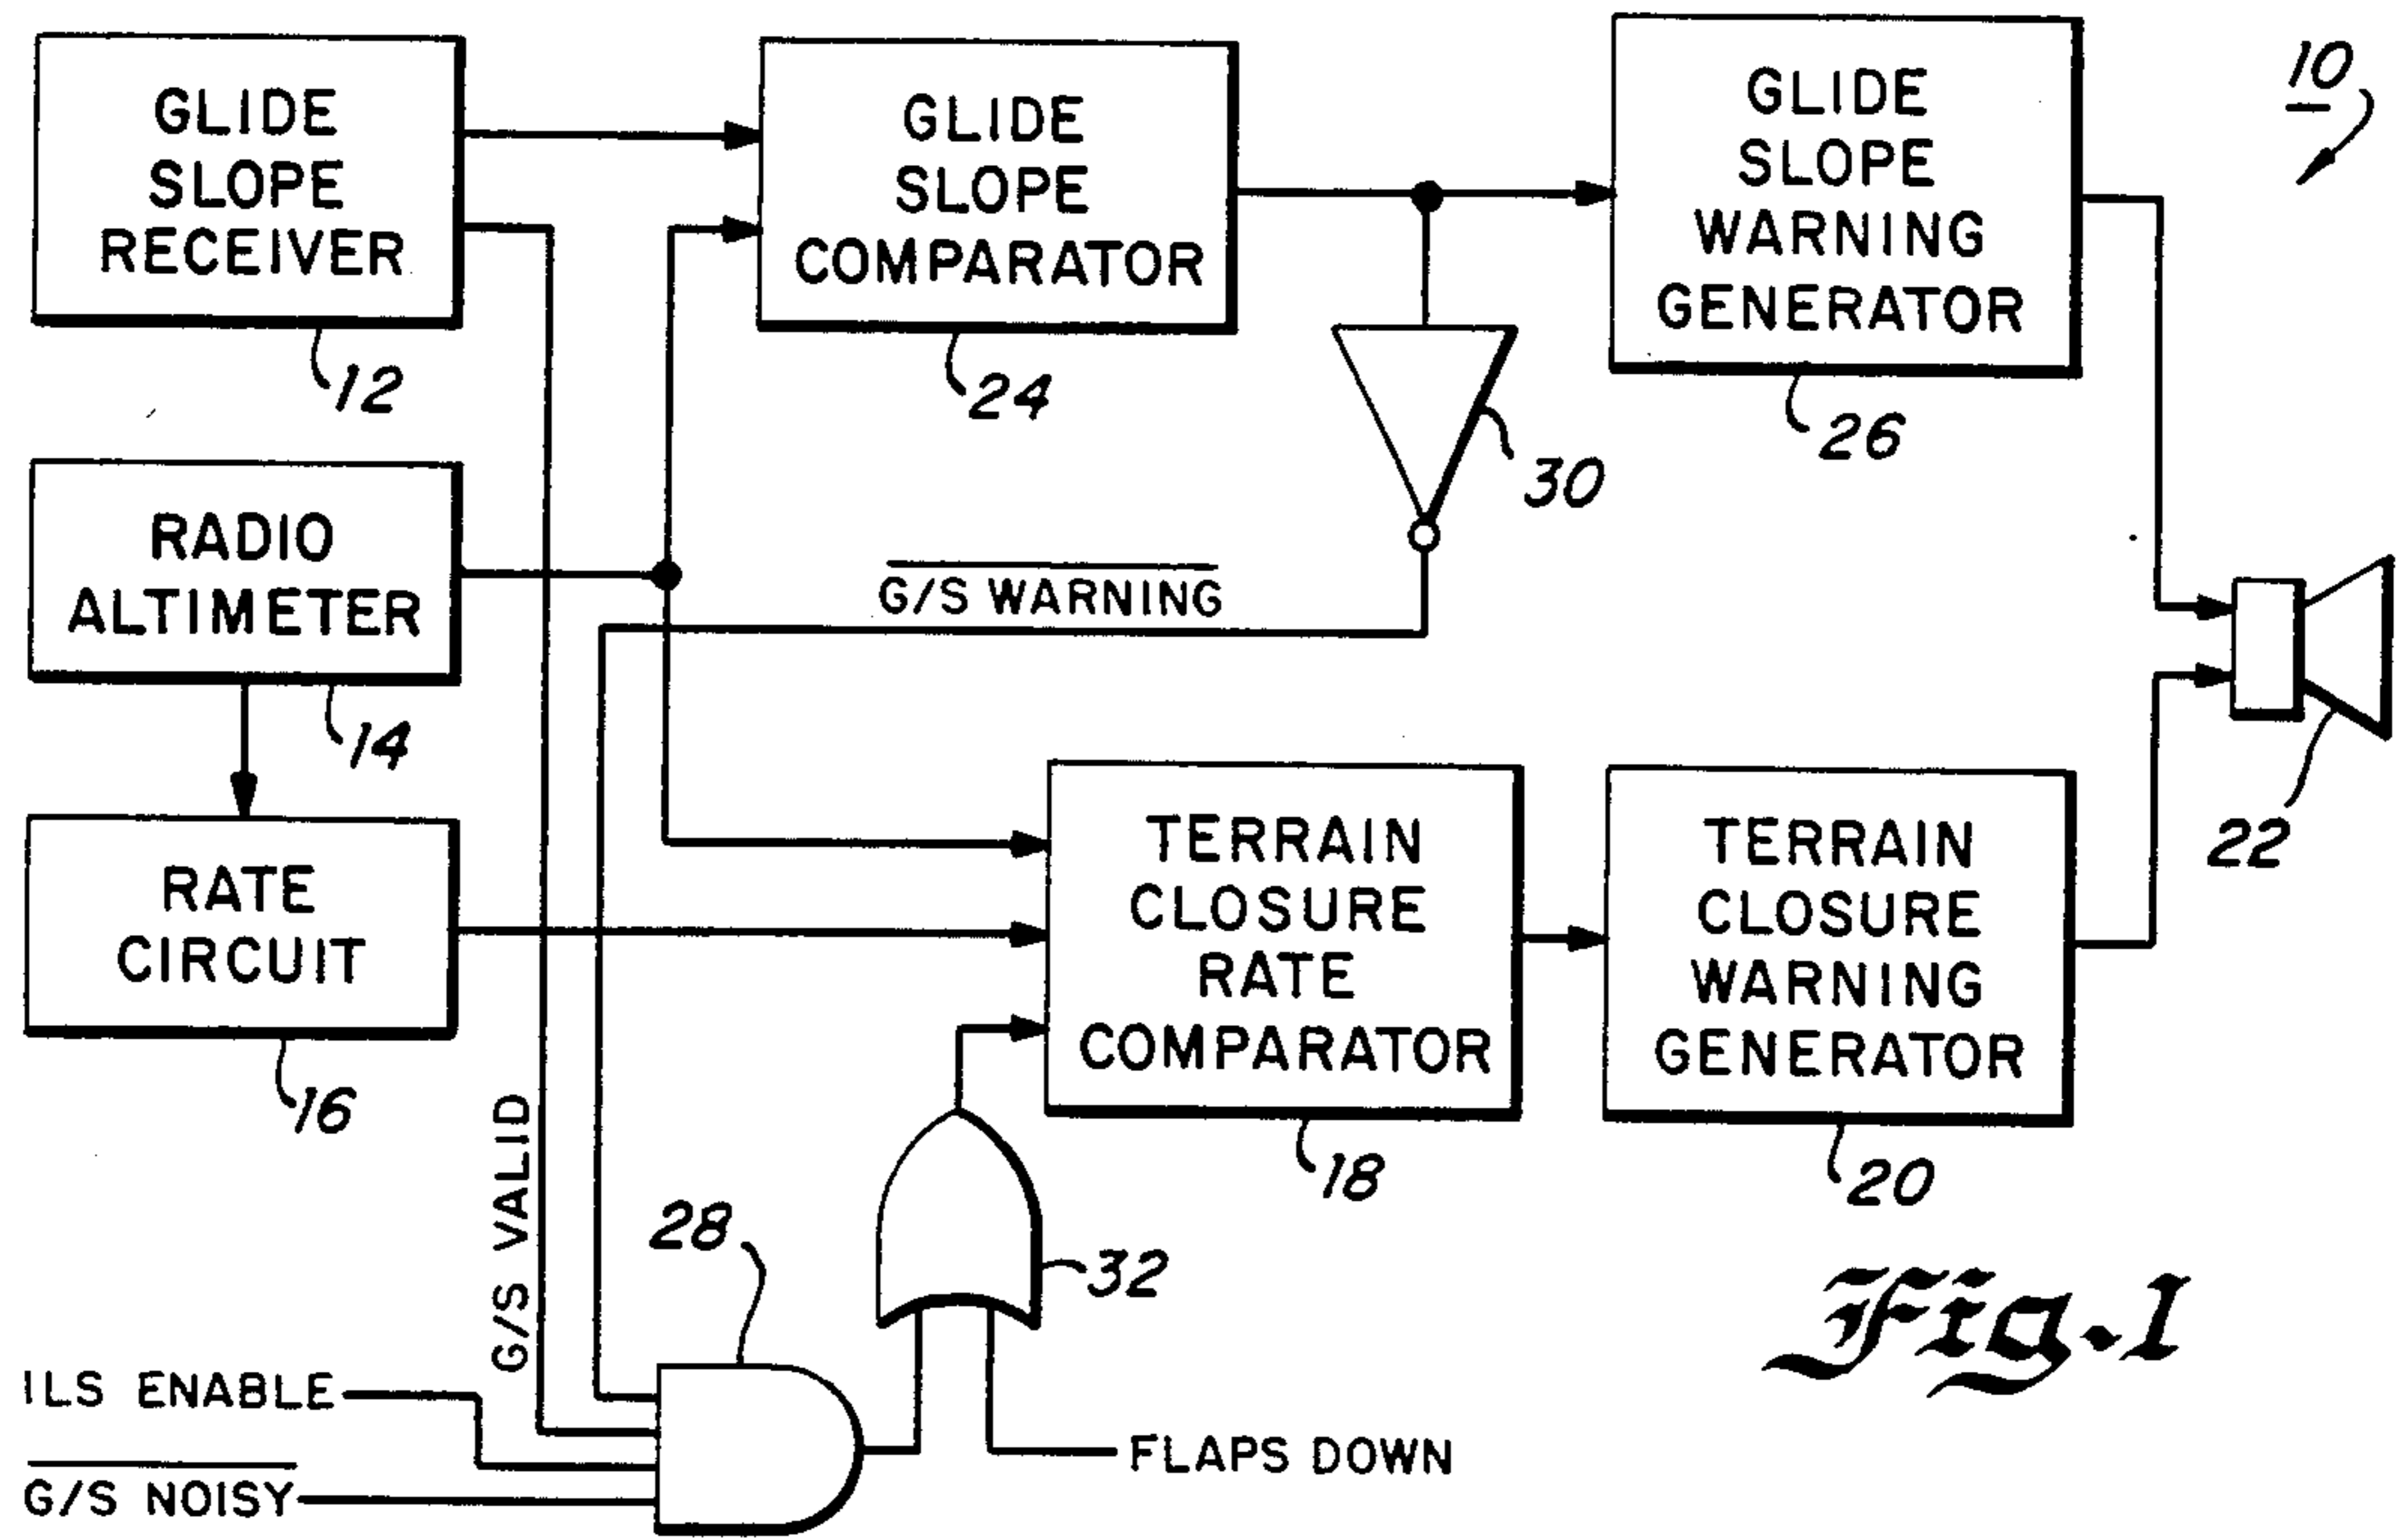 GLIDE
SLOPE
RECEIVER
12
GLIDE
SLOPE
COMPARATOR
24
GLIDE
SLOPE
WARNING
GENERATOR
26
10
30
RADIO
ALTIMETER
14
G/S WARNING
22
RATE
CIRCUIT
16
TERRAIN
CLOSURE
RATE
COMPARATOR
18
TERRAIN
CLOSURE
WARNING
GENERATOR
20
G/S VALID
28
32
ILS ENABLE
G/S NOISY
FLAPS DOWN
Fig. 1